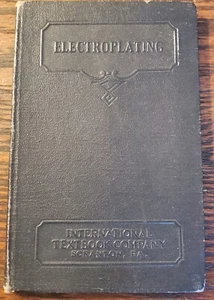 ELECTROPLATING
INTERNATIONAL
TEXTBOOK COMPANY
SCRANTON, PA.